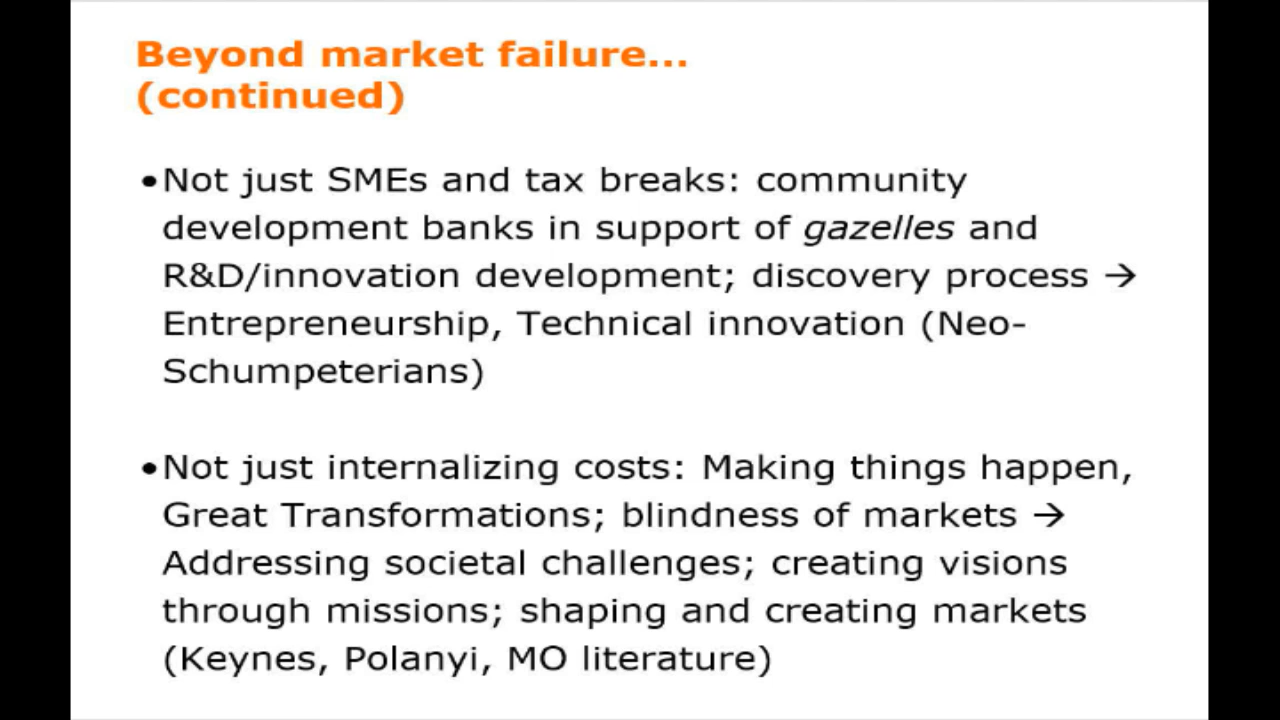 Beyond market failure...
(continued)
•Not just SMEs and tax breaks: community
development banks in support of gazelles and
R&D/innovation development; discovery process →
Entrepreneurship, Technical innovation (Neo-
Schumpeterians)
•Not just internalizing costs: Making things happen,
Great Transformations; blindness of markets →
Addressing societal challenges; creating visions
through missions; shaping and creating markets
(Keynes, Polanyi, MO literature)